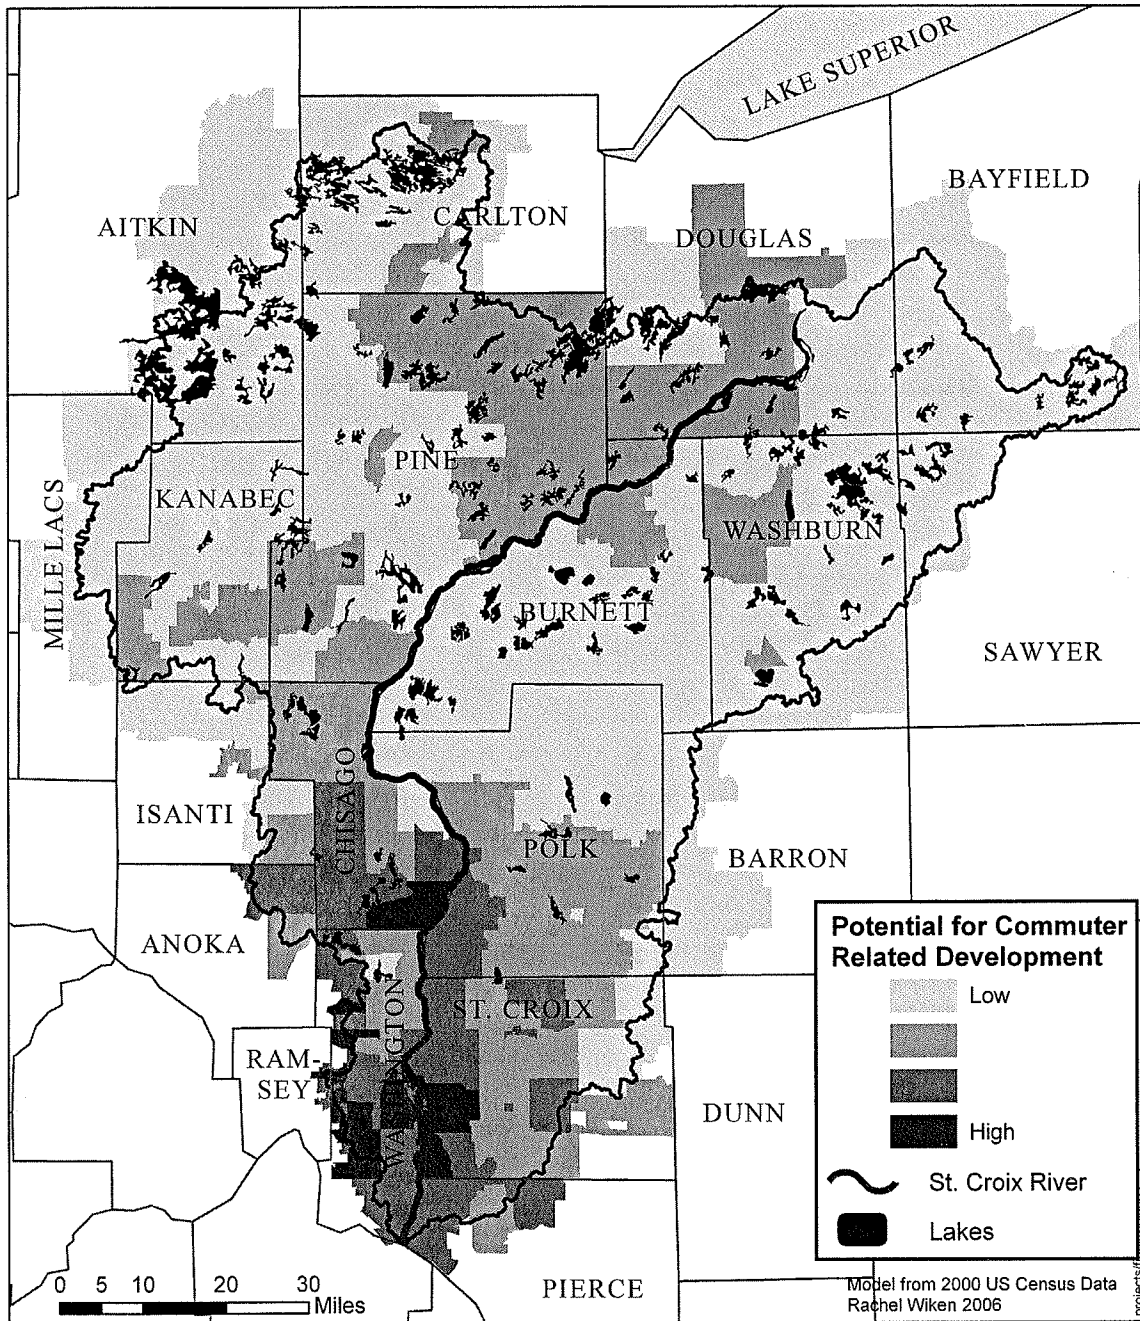 LAKE SUPERIOR
BAYFIELD
AITKIN
CARLTON
DOUGLAS
PINE
KANABEC
MILLE LACS
WASHBURN
BURNETT
SAWYER
ISANTI
CHISAGO
POLK
BARRON
ANOKA
WASHINGTON
ST. CROIX
RAM-
SEY
DUNN
PIERCE
Potential for Commuter
Related Development
Low
High
St. Croix River
Lakes
0 5 10 20 30
Miles
Model from 2000 US Census Data
Rachel Wiken 2006